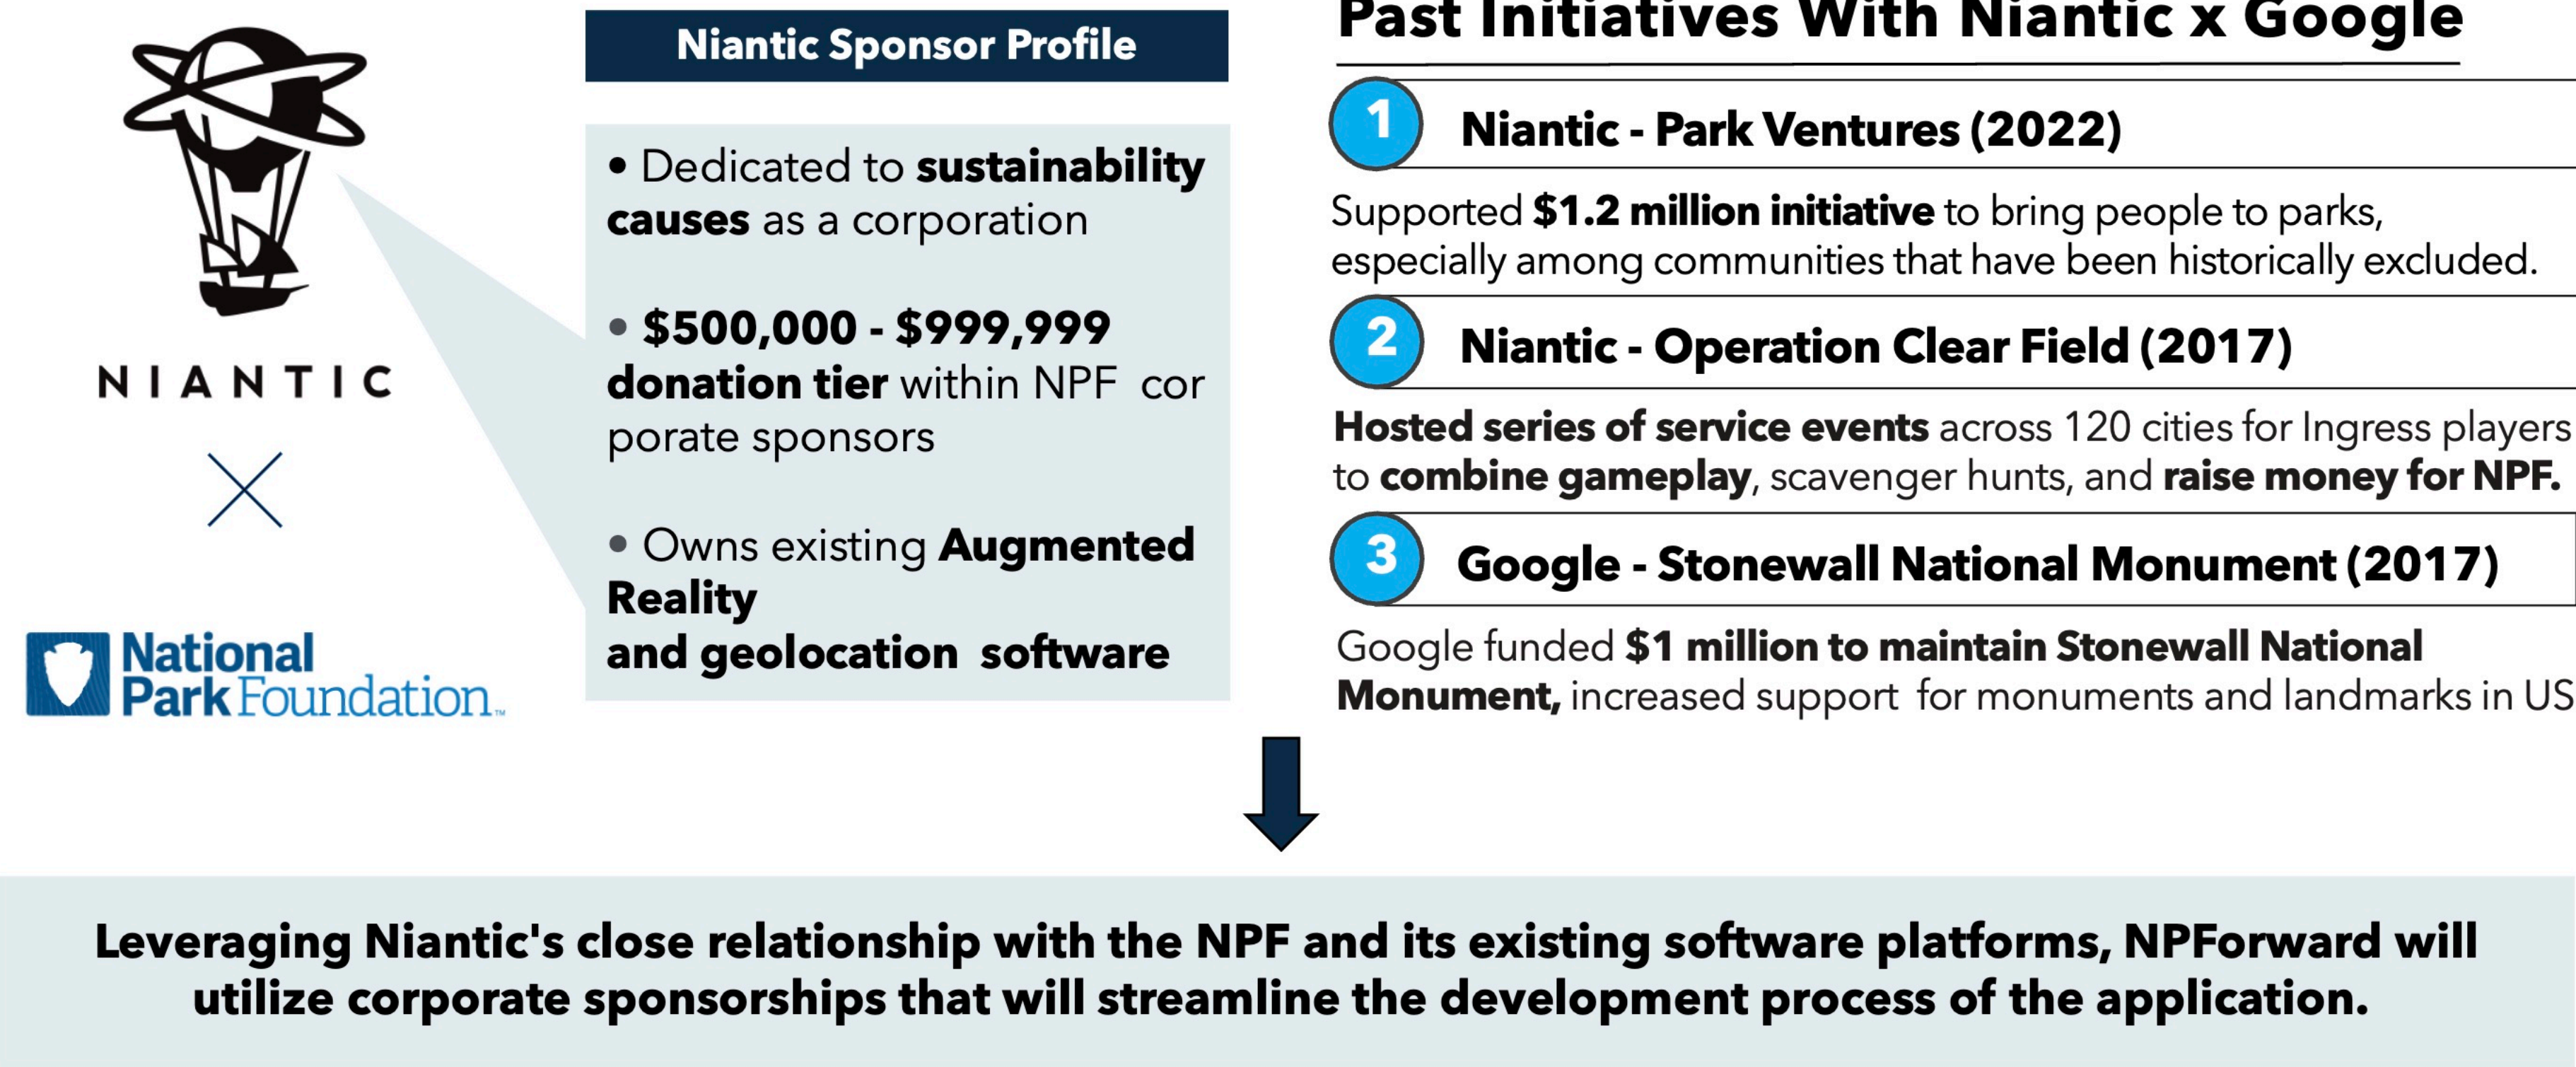 NIANTIC
National
Park Foundation™
Niantic Sponsor Profile
• Dedicated to sustainability
causes as a corporation
• $500,000 - $999,999
donation tier within NPF cor
porate sponsors
• Owns existing Augmented
Reality
and geolocation software
Past Initiatives With Niantic x Google
1 Niantic - Park Ventures (2022)
Supported $1.2 million initiative to bring people to parks,
especially among communities that have been historically excluded.
2 Niantic - Operation Clear Field (2017)
Hosted series of service events across 120 cities for Ingress players
to combine gameplay, scavenger hunts, and raise money for NPF.
3 Google - Stonewall National Monument (2017)
Google funded $1 million to maintain Stonewall National
Monument, increased support for monuments and landmarks in US
Leveraging Niantic's close relationship with the NPF and its existing software platforms, NPForward will
utilize corporate sponsorships that will streamline the development process of the application.